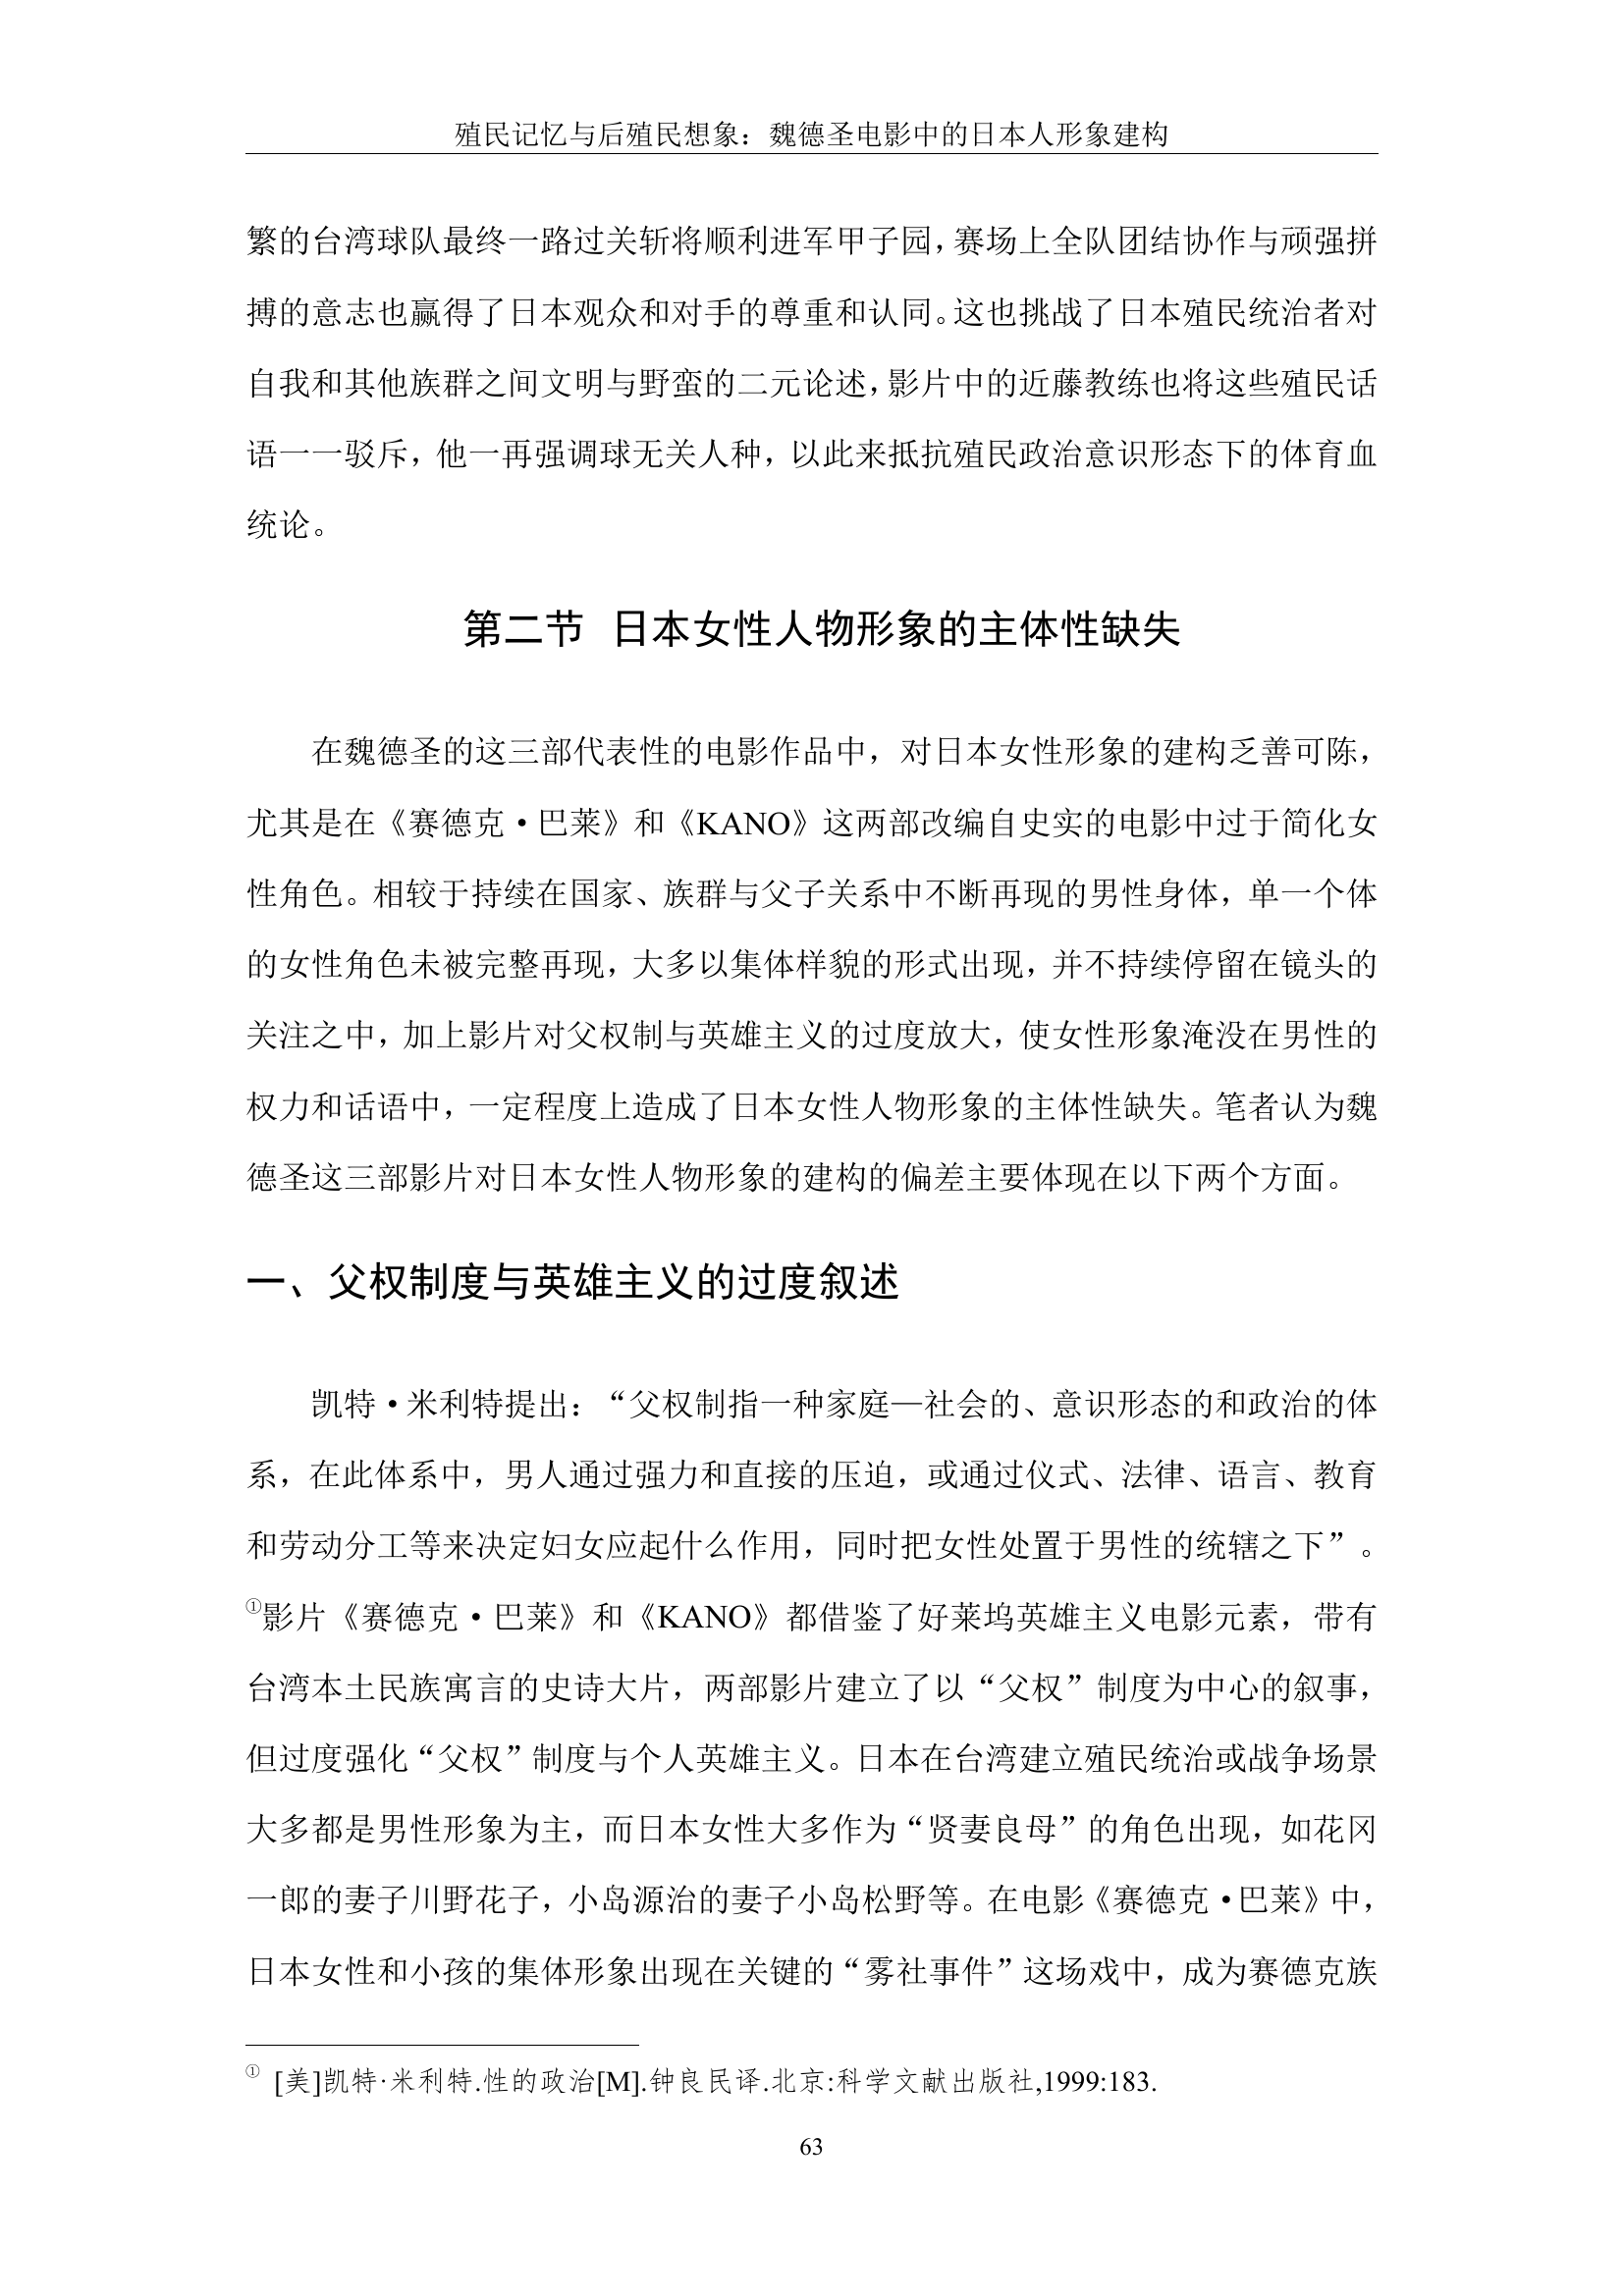 殖民记忆与后殖民想象：魏德圣电影中的日本人形象建构
繁的台湾球队最终一路过关斩将顺利进军甲子园，赛场上全队团结协作与顽强拼
搏的意志也赢得了日本观众和对手的尊重和认同。这也挑战了日本殖民统治者对
自我和其他族群之间文明与野蛮的二元论述，影片中的近藤教练也将这些殖民话
语一一驳斥，他一再强调球无关人种，以此来抵抗殖民政治意识形态下的体育血
统论。
第二节 日本女性人物形象的主体性缺失
在魏德圣的这三部代表性的电影作品中，对日本女性形象的建构乏善可陈，
尤其是在《赛德克·巴莱》和《KANO》这两部改编自史实的电影中过于简化女
性角色。相较于持续在国家、族群与父子关系中不断再现的男性身体，单一个体
的女性角色未被完整再现，大多以集体样貌的形式出现，并不持续停留在镜头的
关注之中，加上影片对父权制与英雄主义的过度放大，使女性形象淹没在男性的
权力和话语中，一定程度上造成了日本女性人物形象的主体性缺失。笔者认为魏
德圣这三部影片对日本女性人物形象的建构的偏差主要体现在以下两个方面。
一、父权制度与英雄主义的过度叙述
凯特·米利特提出：“父权制指一种家庭—社会的、意识形态的和政治的体
系，在此体系中，男人通过强力和直接的压迫，或通过仪式、法律、语言、教育
和劳动分工等来决定妇女应起什么作用，同时把女性处置于男性的统辖之下”。
①影片《赛德克·巴莱》和《KANO》都借鉴了好莱坞英雄主义电影元素，带有
台湾本土民族寓言的史诗大片，两部影片建立了以“父权”制度为中心的叙事，
但过度强化“父权”制度与个人英雄主义。日本在台湾建立殖民统治或战争场景
大多都是男性形象为主，而日本女性大多作为“贤妻良母”的角色出现，如花冈
一郎的妻子川野花子，小岛源治的妻子小岛松野等。在电影《赛德克·巴莱》中，
日本女性和小孩的集体形象出现在关键的“雾社事件”这场戏中，成为赛德克族
① [美]凯特·米利特.性的政治[M].钟良民译.北京:科学文献出版社,1999:183.
63